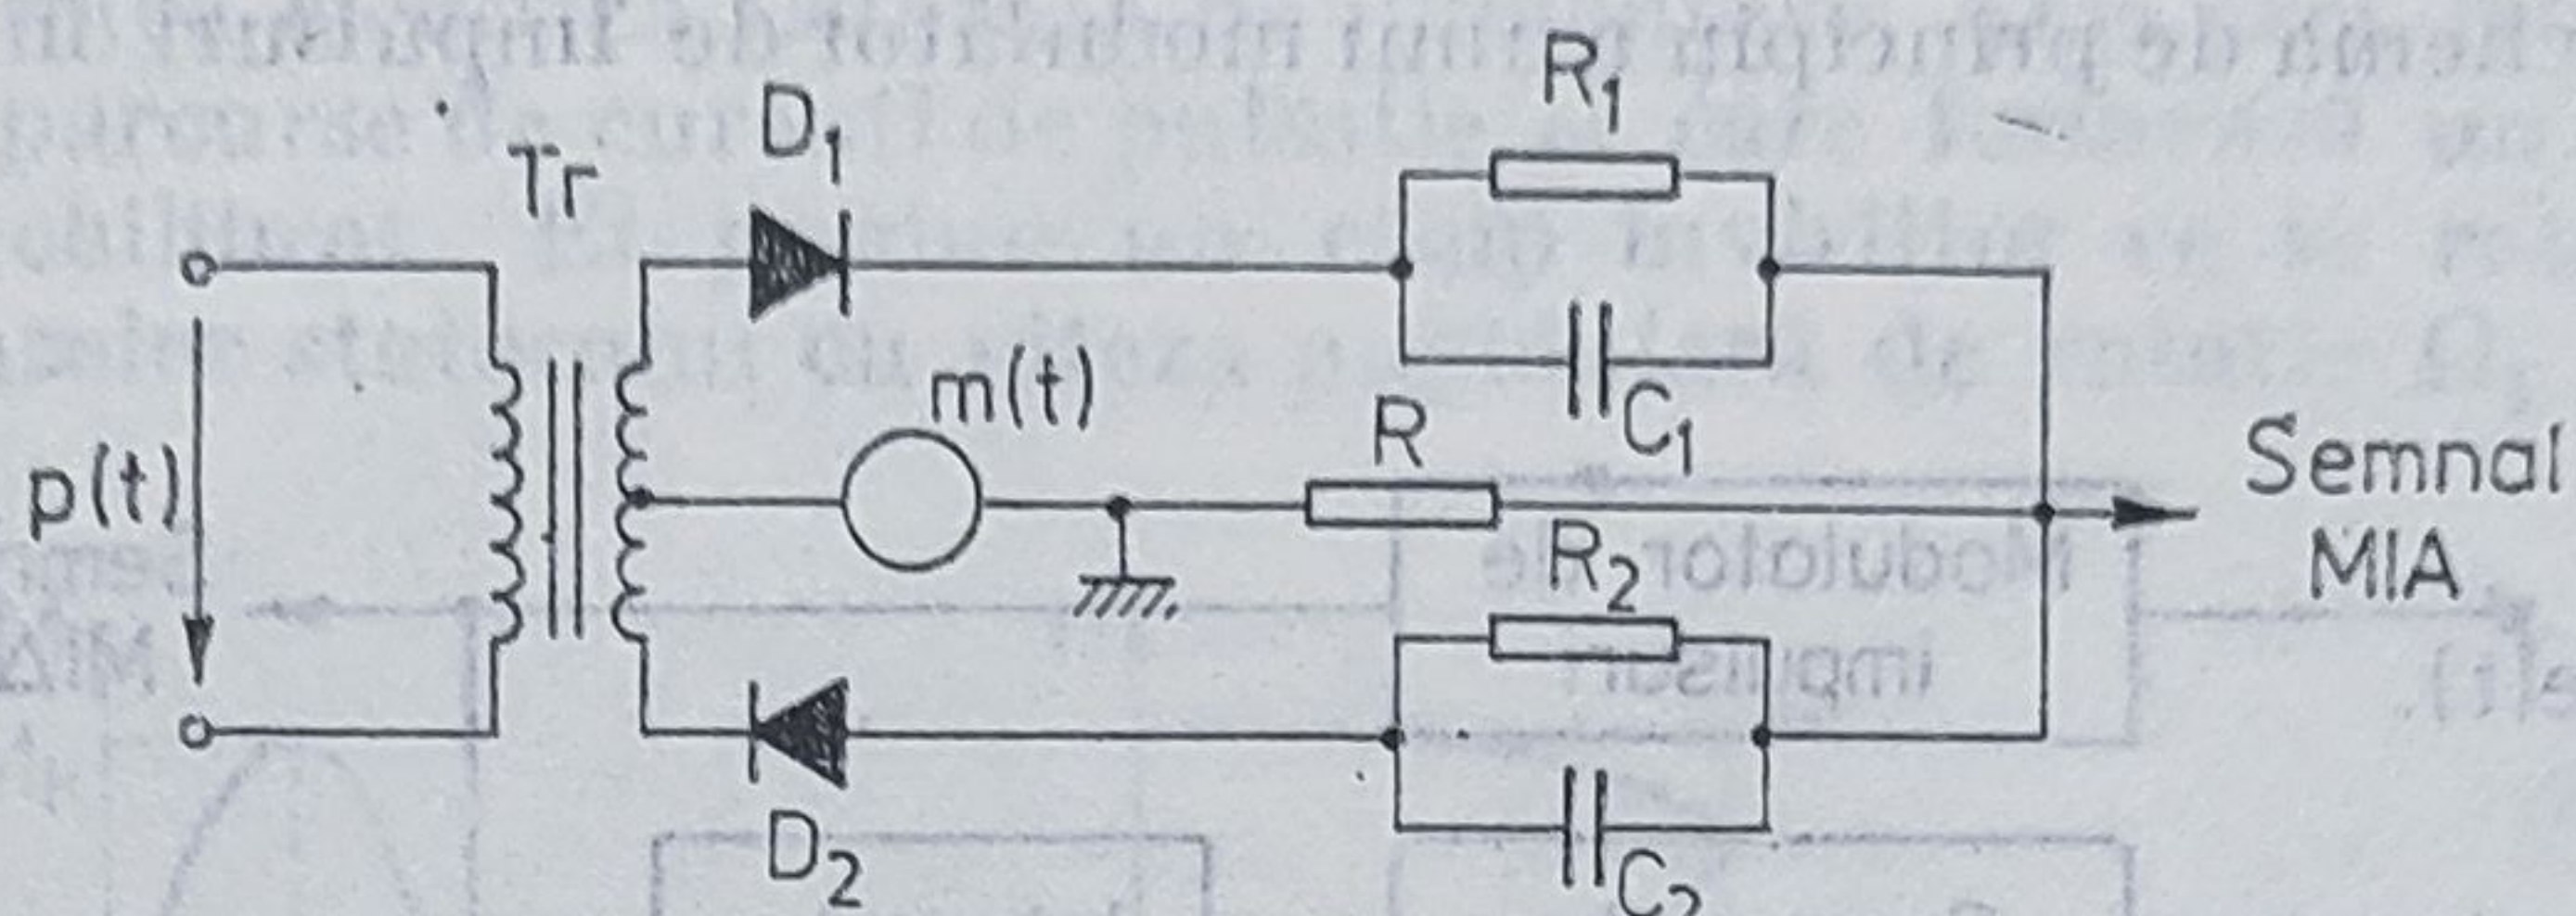 R₁
D₁
Tr
m(t)
C₁
R
p(t)
Semnal
MIA
R₂
D₂
C₂